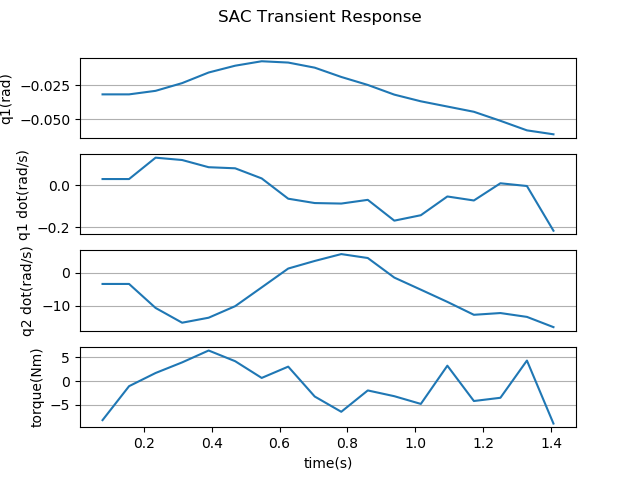 SAC Transient Response
q1(rad)
−0.025
−0.050
q1 dot(rad/s)
0.0
−0.2
q2 dot(rad/s)
0
−10
torque(Nm)
5
0
−5
0.2 0.4 0.6 0.8 1.0 1.2 1.4
time(s)